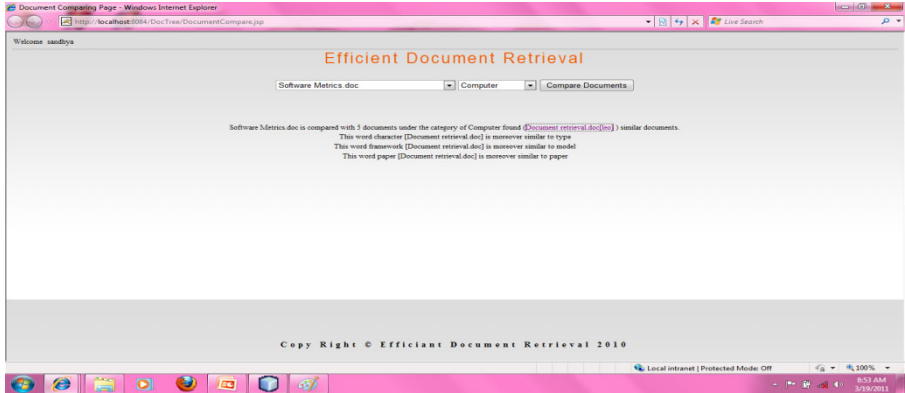 Document Comparing Page - Windows Internet Explorer
http://localhost:8084/DocTree/DocumentCompare.jsp
Live Search
Welcome sandhya
Efficient Document Retrieval
Software Metrics.doc Computer Compare Documents
Software Metrics.doc is compared with 5 documents under the category of Computer found (Document retrieval.doc[leo] ) similar documents.
This word character [Document retrieval.doc] is moreover similar to type
This word framework [Document retrieval.doc] is moreover similar to model
This word paper [Document retrieval.doc] is moreover similar to paper
Copy Right © Efficiant Document Retrieval 2010
Local intranet | Protected Mode: Off 100%
8:53 AM
3/19/2011